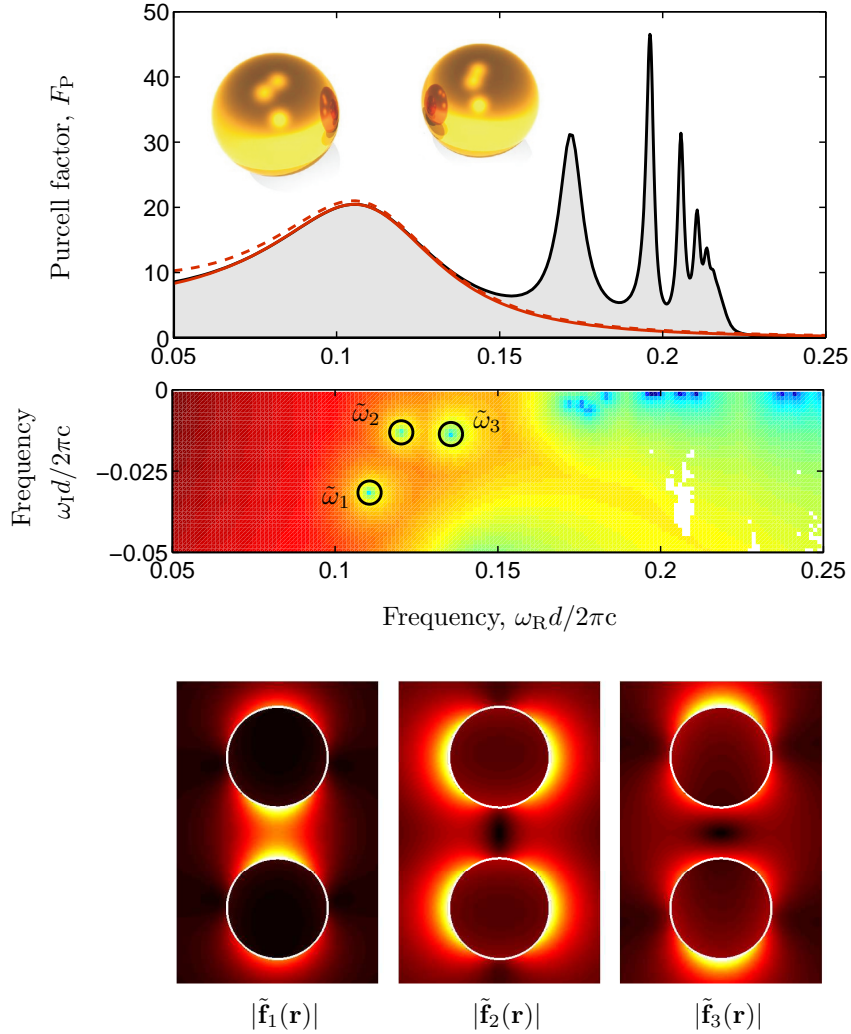 50
40
30
20
10
0
Purcell factor, F_P
0.05 0.1 0.15 0.2 0.25
0
−0.025
−0.05
Frequency
ω_I d/2πc
ω̃_1
ω̃_2
ω̃_3
0.05 0.1 0.15 0.2 0.25
Frequency, ω_R d/2πc
|f̃_1(r)| |f̃_2(r)| |f̃_3(r)|